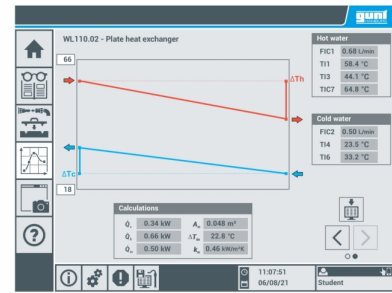 gunt
WL110.02 - Plate heat exchanger
66
ΔTh
ΔTc
18
Hot water
FIC1 0.68 L/min
TI1 58.4 °C
TI3 44.1 °C
TIC7 64.8 °C
Cold water
FIC2 0.50 L/min
TI4 23.5 °C
TI6 33.2 °C
Calculations
0.34 kW Aₘ 0.048 m²
0.66 kW 22.8 °C
Q̇ₘ 0.50 kW kₘ 0.46 kW/m²K
11:07:51
06/08/21
Student